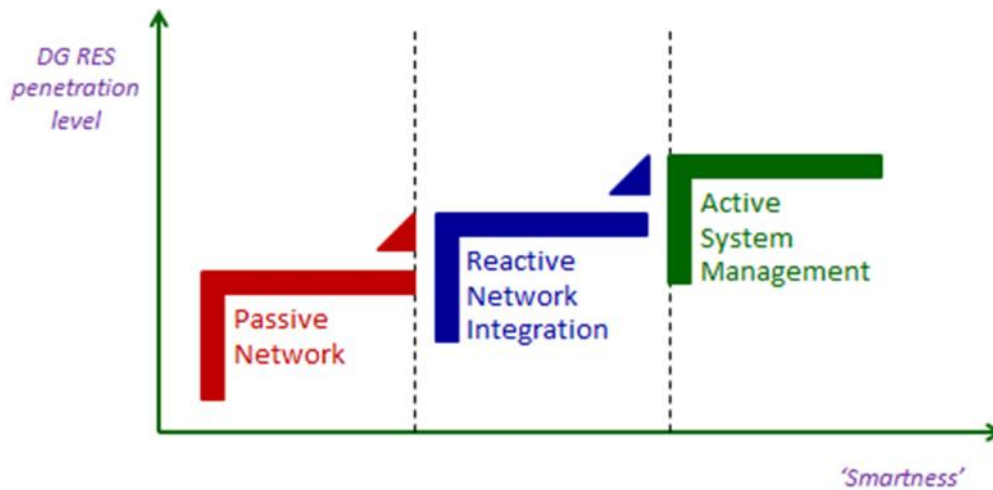 DG RES
penetration
level
Passive
Network
Reactive
Network
Integration
Active
System
Management
‘Smartness’